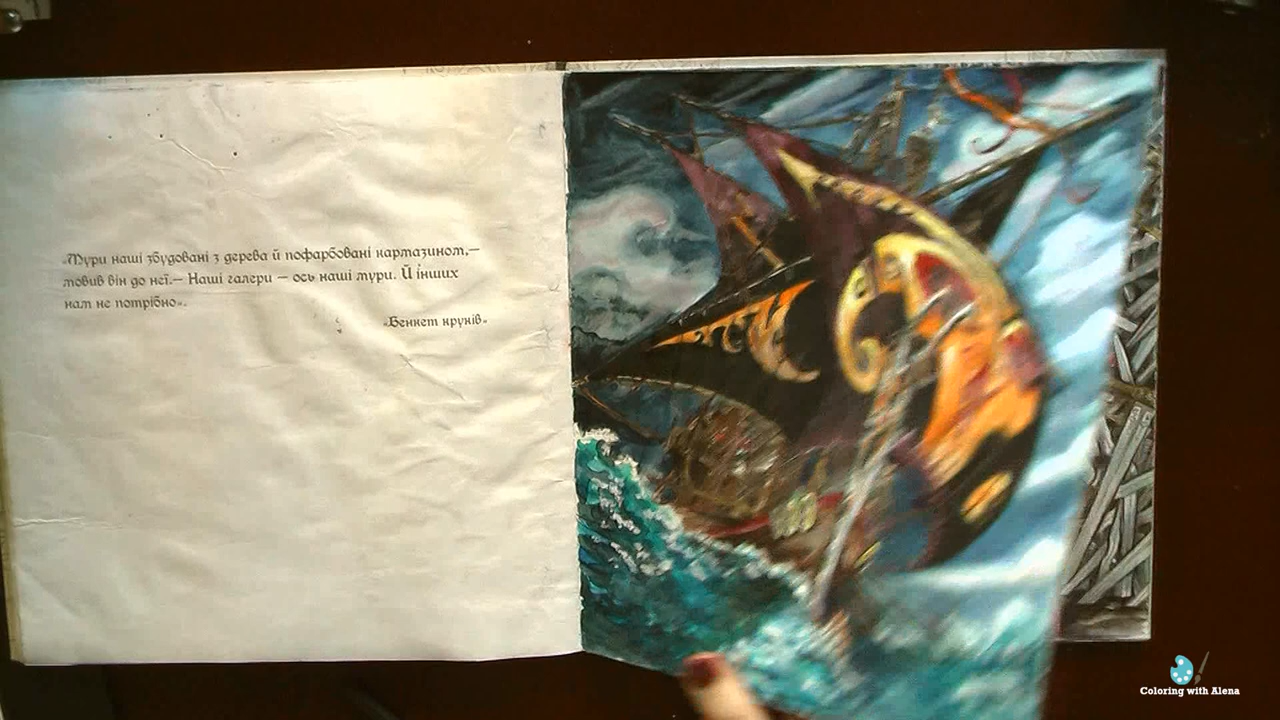 «Мури наші збудовані з дерева й пофарбовані кармазином,—
мовив він до неї.— Наші галери — ось наші мури. Й інших
нам не потрібно».
«Бенкет круків»
Coloring with Alena